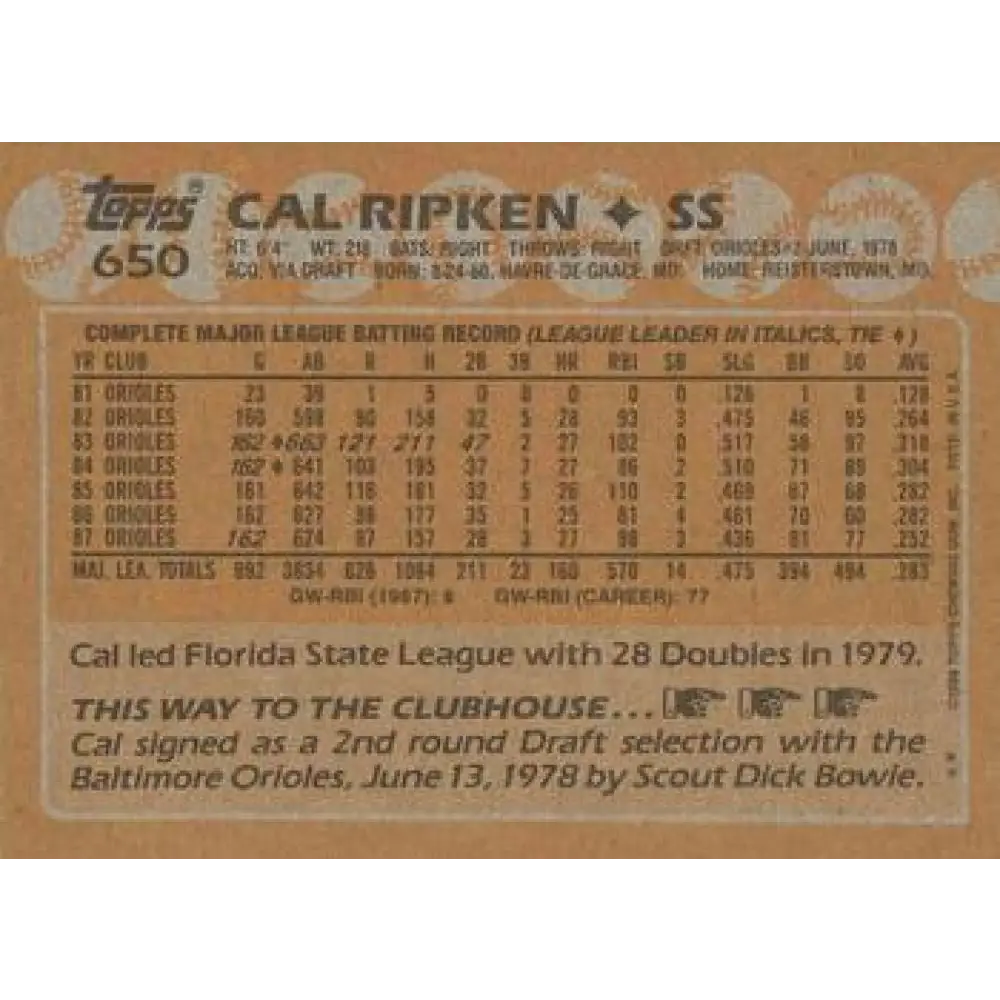 Topps®
650
CAL RIPKEN ✦ SS
HT: 6'4" WT: 218 BATS: RIGHT THROWS: RIGHT DRAFT: ORIOLES #2-JUNE, 1978
ACQ: VIA DRAFT BORN: 8-24-60, HAVRE-DE-GRACE, MD. HOME: REISTERSTOWN, MD.
COMPLETE MAJOR LEAGUE BATTING RECORD (LEAGUE LEADER IN ITALICS, TIE ♦)
YR CLUB G AB R H 2B 3B HR RBI SB SLG BB SO AVG
81 ORIOLES 23 39 1 5 0 0 0 0 0 .128 1 8 .128
82 ORIOLES 160 598 90 158 32 5 28 93 3 .475 46 95 .264
83 ORIOLES 162 ♦663 121 211 47 2 27 102 0 .517 58 97 .318
84 ORIOLES 162♦ 641 103 195 37 7 27 86 2 .510 71 89 .304
85 ORIOLES 161 642 116 181 32 5 26 110 2 .469 67 68 .282
86 ORIOLES 162 627 98 177 35 1 25 81 4 .461 70 60 .282
87 ORIOLES 162 624 97 157 28 3 27 98 3 .436 81 77 .252
MAJ. LEA. TOTALS 992 3834 626 1084 211 23 160 570 14 .475 394 494 .283
GW-RBI (1987): 8 GW-RBI (CAREER): 77
Cal led Florida State League with 28 Doubles in 1979.
THIS WAY TO THE CLUBHOUSE...
Cal signed as a 2nd round Draft selection with the
Baltimore Orioles, June 13, 1978 by Scout Dick Bowie.